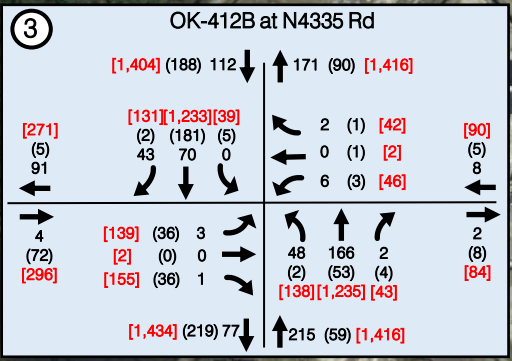 3
OK-412B at N4335 Rd
[1,404] (188) 112
171 (90) [1,416]
[131] [1,233] [39]
(2) (181) (5)
43 70 0
2 (1) [42]
0 (1) [2]
6 (3) [46]
[271]
(5)
91
[90]
(5)
8
4
(72)
[296]
[139] (36) 3
[2] (0) 0
[155] (36) 1
48 166 2
(2) (53) (4)
[138] [1,235] [43]
2
(8)
[84]
[1,434] (219) 77
215 (59) [1,416]